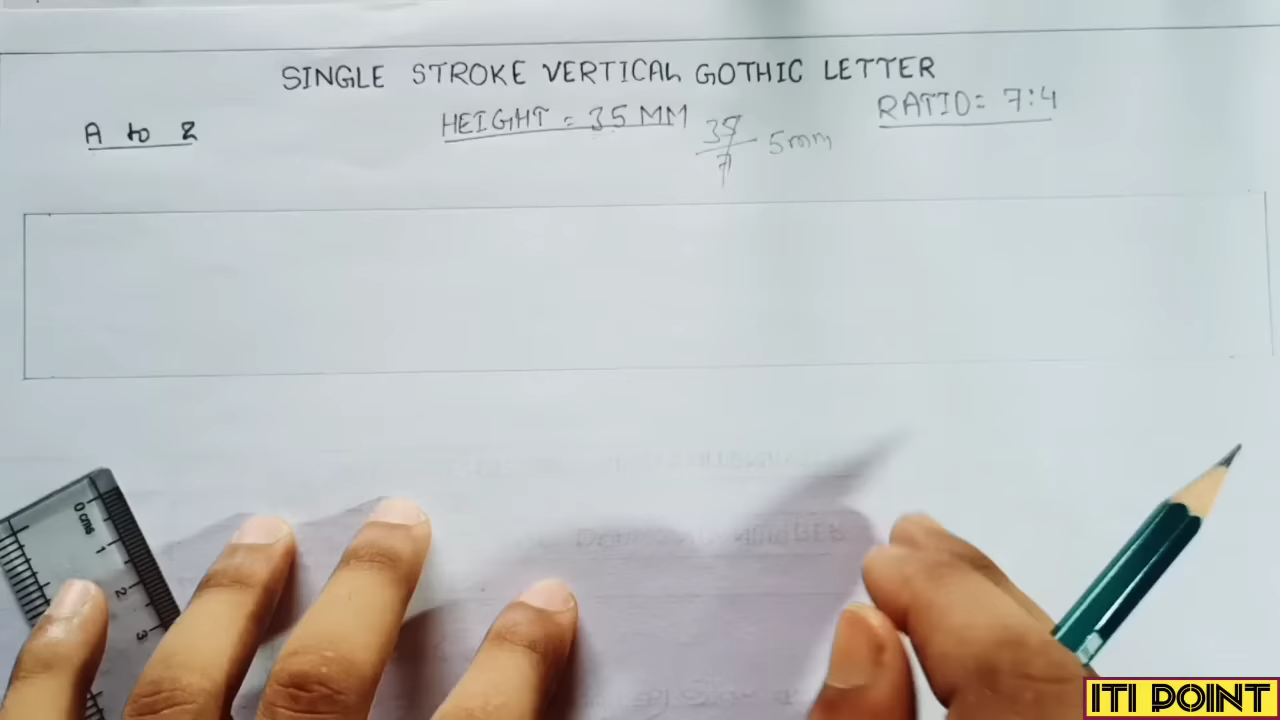 SINGLE STROKE VERTICAL GOTHIC LETTER
A to Z
HEIGHT = 35 MM
35/7 5mm
RATIO= 7:4
0 cms
1
2
3
ITI POINT